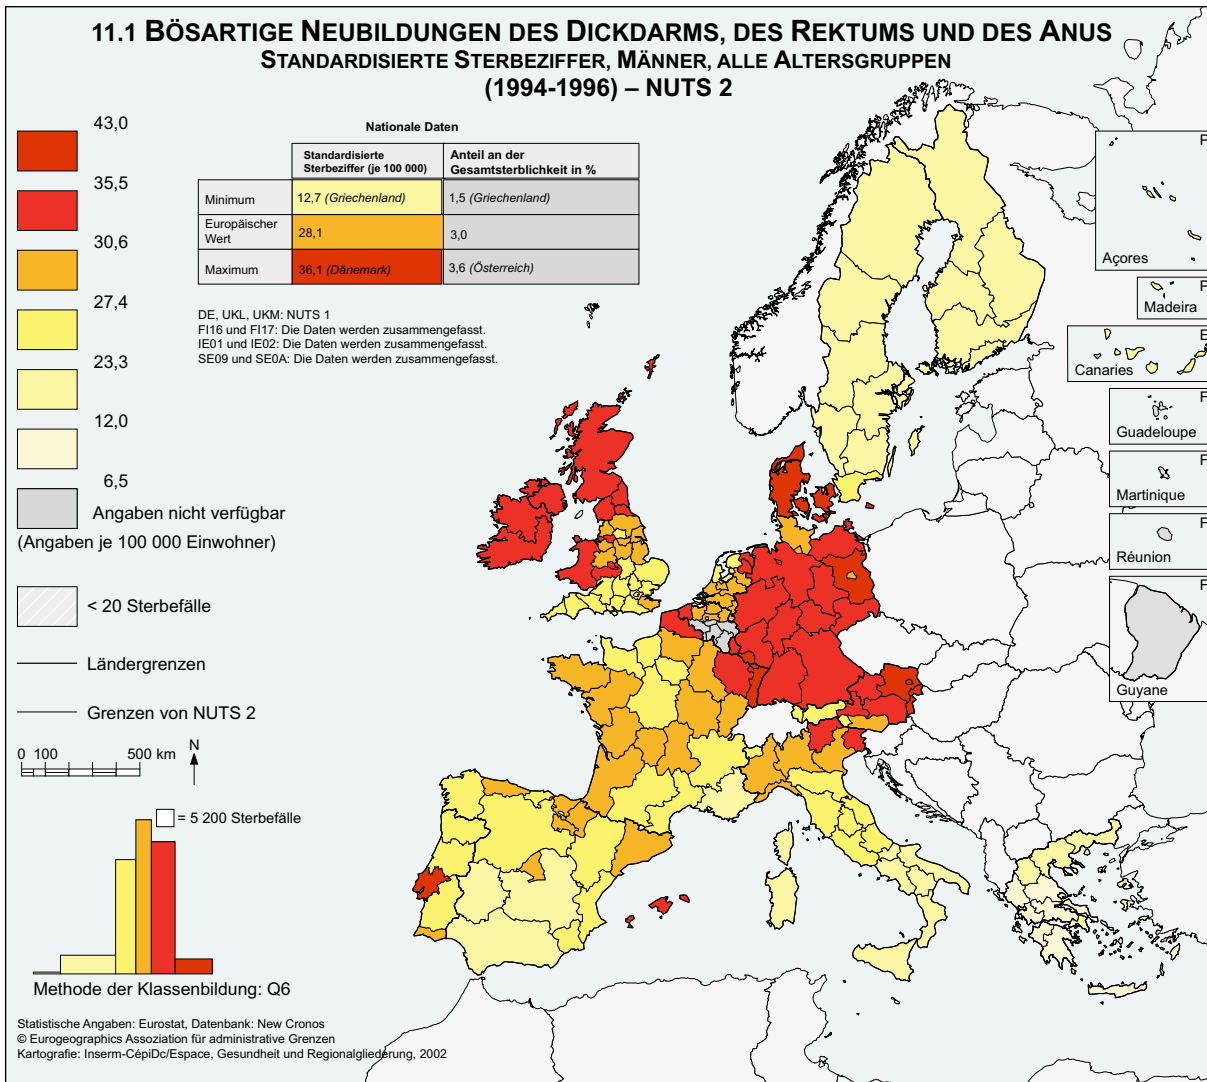 11.1 BÖSARTIGE NEUBILDUNGEN DES DICKDARMS, DES REKTUMS UND DES ANUS
STANDARDISIERTE STERBEZIFFER, MÄNNER, ALLE ALTERSGRUPPEN
(1994-1996) – NUTS 2
43,0
35,5
30,6
27,4
23,3
12,0
6,5
Angaben nicht verfügbar
(Angaben je 100 000 Einwohner)
< 20 Sterbefälle
Ländergrenzen
Grenzen von NUTS 2
0 100 500 km
N
= 5 200 Sterbefälle
Methode der Klassenbildung: Q6
Statistische Angaben: Eurostat, Datenbank: New Cronos
© Eurogeographics Assoziation für administrative Grenzen
Kartografie: Inserm-CépiDc/Espace, Gesundheit und Regionalgliederung, 2002
Nationale Daten
Standardisierte Sterbeziffer (je 100 000)
Anteil an der Gesamtsterblichkeit in %
Minimum 12,7 (Griechenland) 1,5 (Griechenland)
Europäischer Wert 28,1 3,0
Maximum 36,1 (Dänemark) 3,6 (Österreich)
DE, UKL, UKM: NUTS 1
FI16 und FI17: Die Daten werden zusammengefasst.
IE01 und IE02: Die Daten werden zusammengefasst.
SE09 und SE0A: Die Daten werden zusammengefasst.
P
Açores
P
Madeira
E
Canaries
F
Guadeloupe
F
Martinique
F
Réunion
F
Guyane